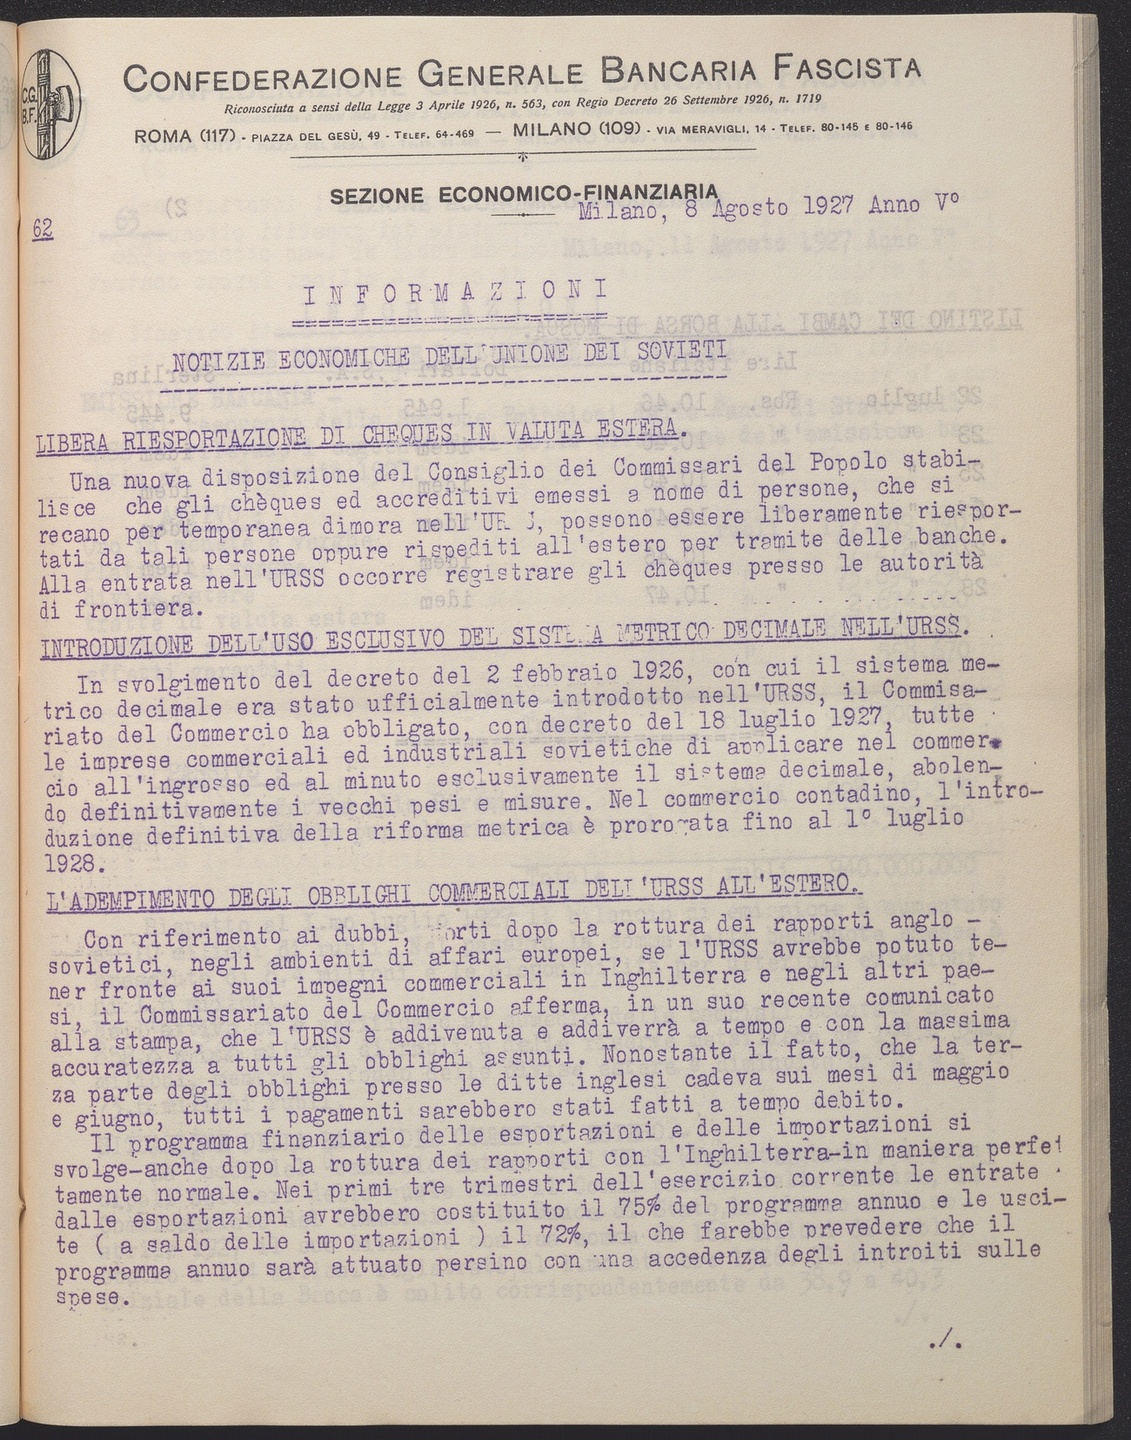 C.G.
B.F.
CONFEDERAZIONE GENERALE BANCARIA FASCISTA
Riconosciuta a sensi della Legge 3 Aprile 1926, n. 563, con Regio Decreto 26 Settembre 1926, n. 1719
ROMA (117) - PIAZZA DEL GESÙ, 49 - TELEF. 64-469 — MILANO (109) - VIA MERAVIGLI, 14 - TELEF. 80-145 E 80-146
SEZIONE ECONOMICO-FINANZIARIA
Milano, 8 Agosto 1927 Anno V°
62
I N F O R M A Z I O N I
NOTIZIE ECONOMICHE DELL'UNIONE DEI SOVIETI
LIBERA RIESPORTAZIONE DI CHEQUES IN VALUTA ESTERA.
Una nuova disposizione del Consiglio dei Commissari del Popolo stabi-
lisce che gli chèques ed accreditivi emessi a nome di persone, che si
recano per temporanea dimora nell'UR , possono essere liberamente riespor-
tati da tali persone oppure rispediti all'estero per tramite delle banche.
Alla entrata nell'URSS occorre registrare gli chèques presso le autorità
di frontiera.
INTRODUZIONE DELL'USO ESCLUSIVO DEL SISTEMA METRICO DECIMALE NELL'URSS.
In svolgimento del decreto del 2 febbraio 1926, con cui il sistema me-
trico decimale era stato ufficialmente introdotto nell'URSS, il Commisa-
riato del Commercio ha obbligato, con decreto del 18 luglio 1927, tutte
le imprese commerciali ed industriali sovietiche di applicare nel commer-
cio all'ingrosso ed al minuto esclusivamente il sistema decimale, abolen-
do definitivamente i vecchi pesi e misure. Nel commercio contadino, l'intro-
duzione definitiva della riforma metrica è prorogata fino al 1° luglio
1928.
L'ADEMPIMENTO DEGLI OBBLIGHI COMMERCIALI DELL'URSS ALL'ESTERO.
Con riferimento ai dubbi, orti dopo la rottura dei rapporti anglo -
sovietici, negli ambienti di affari europei, se l'URSS avrebbe potuto te-
ner fronte ai suoi impegni commerciali in Inghilterra e negli altri pae-
si, il Commissariato del Commercio afferma, in un suo recente comunicato
alla stampa, che l'URSS è addivenuta e addiverrà a tempo e con la massima
accuratezza a tutti gli obblighi assunti. Nonostante il fatto, che la ter-
za parte degli obblighi presso le ditte inglesi cadeva sui mesi di maggio
e giugno, tutti i pagamenti sarebbero stati fatti a tempo debito.
Il programma finanziario delle esportazioni e delle importazioni si
svolge-anche dopo la rottura dei rapporti con l'Inghilterra-in maniera perfet
tamente normale. Nei primi tre trimestri dell'esercizio corrente le entrate
dalle esportazioni avrebbero costituito il 75% del programma annuo e le usci-
te ( a saldo delle importazioni ) il 72%, il che farebbe prevedere che il
programma annuo sarà attuato persino con una accedenza degli introiti sulle
spese.
./.